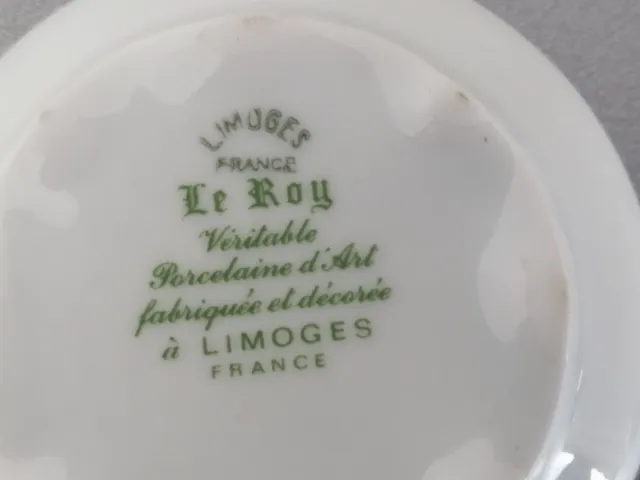 LIMOGES
FRANCE
Le Roy
Véritable
Porcelaine d'Art
fabriquée et décorée
à LIMOGES
FRANCE